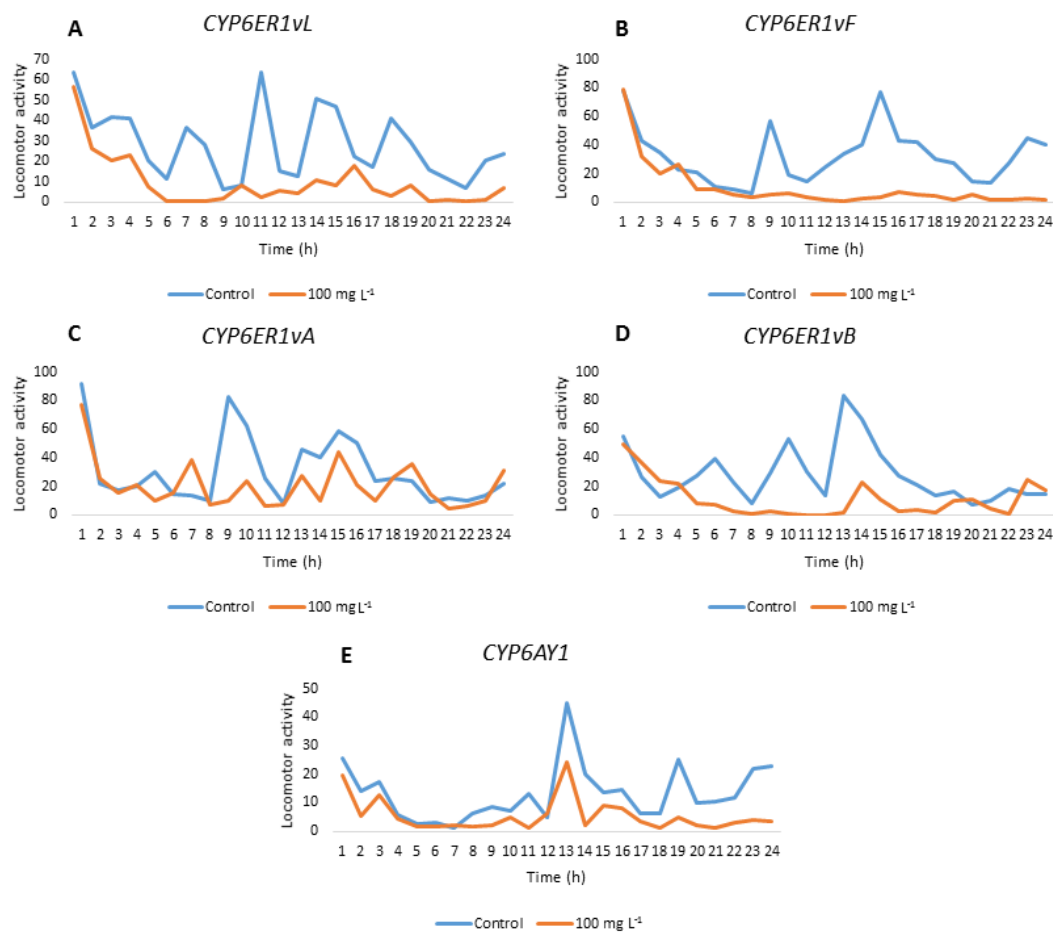 A
CYP6ER1vL
Locomotor activity
70
60
50
40
30
20
10
0
1 2 3 4 5 6 7 8 9 10 11 12 13 14 15 16 17 18 19 20 21 22 23 24
Time (h)
Control 100 mg L⁻¹
B
CYP6ER1vF
Locomotor activity
100
80
60
40
20
0
1 2 3 4 5 6 7 8 9 10 11 12 13 14 15 16 17 18 19 20 21 22 23 24
Time (h)
Control 100 mg L⁻¹
C
CYP6ER1vA
Locomotor activity
100
80
60
40
20
0
1 2 3 4 5 6 7 8 9 10 11 12 13 14 15 16 17 18 19 20 21 22 23 24
Time (h)
Control 100 mg L⁻¹
D
CYP6ER1vB
Locomotor activity
100
80
60
40
20
0
1 2 3 4 5 6 7 8 9 10 11 12 13 14 15 16 17 18 19 20 21 22 23 24
Time (h)
Control 100 mg L⁻¹
E
CYP6AY1
Locomotor activity
50
40
30
20
10
0
1 2 3 4 5 6 7 8 9 10 11 12 13 14 15 16 17 18 19 20 21 22 23 24
Time (h)
Control 100 mg L⁻¹